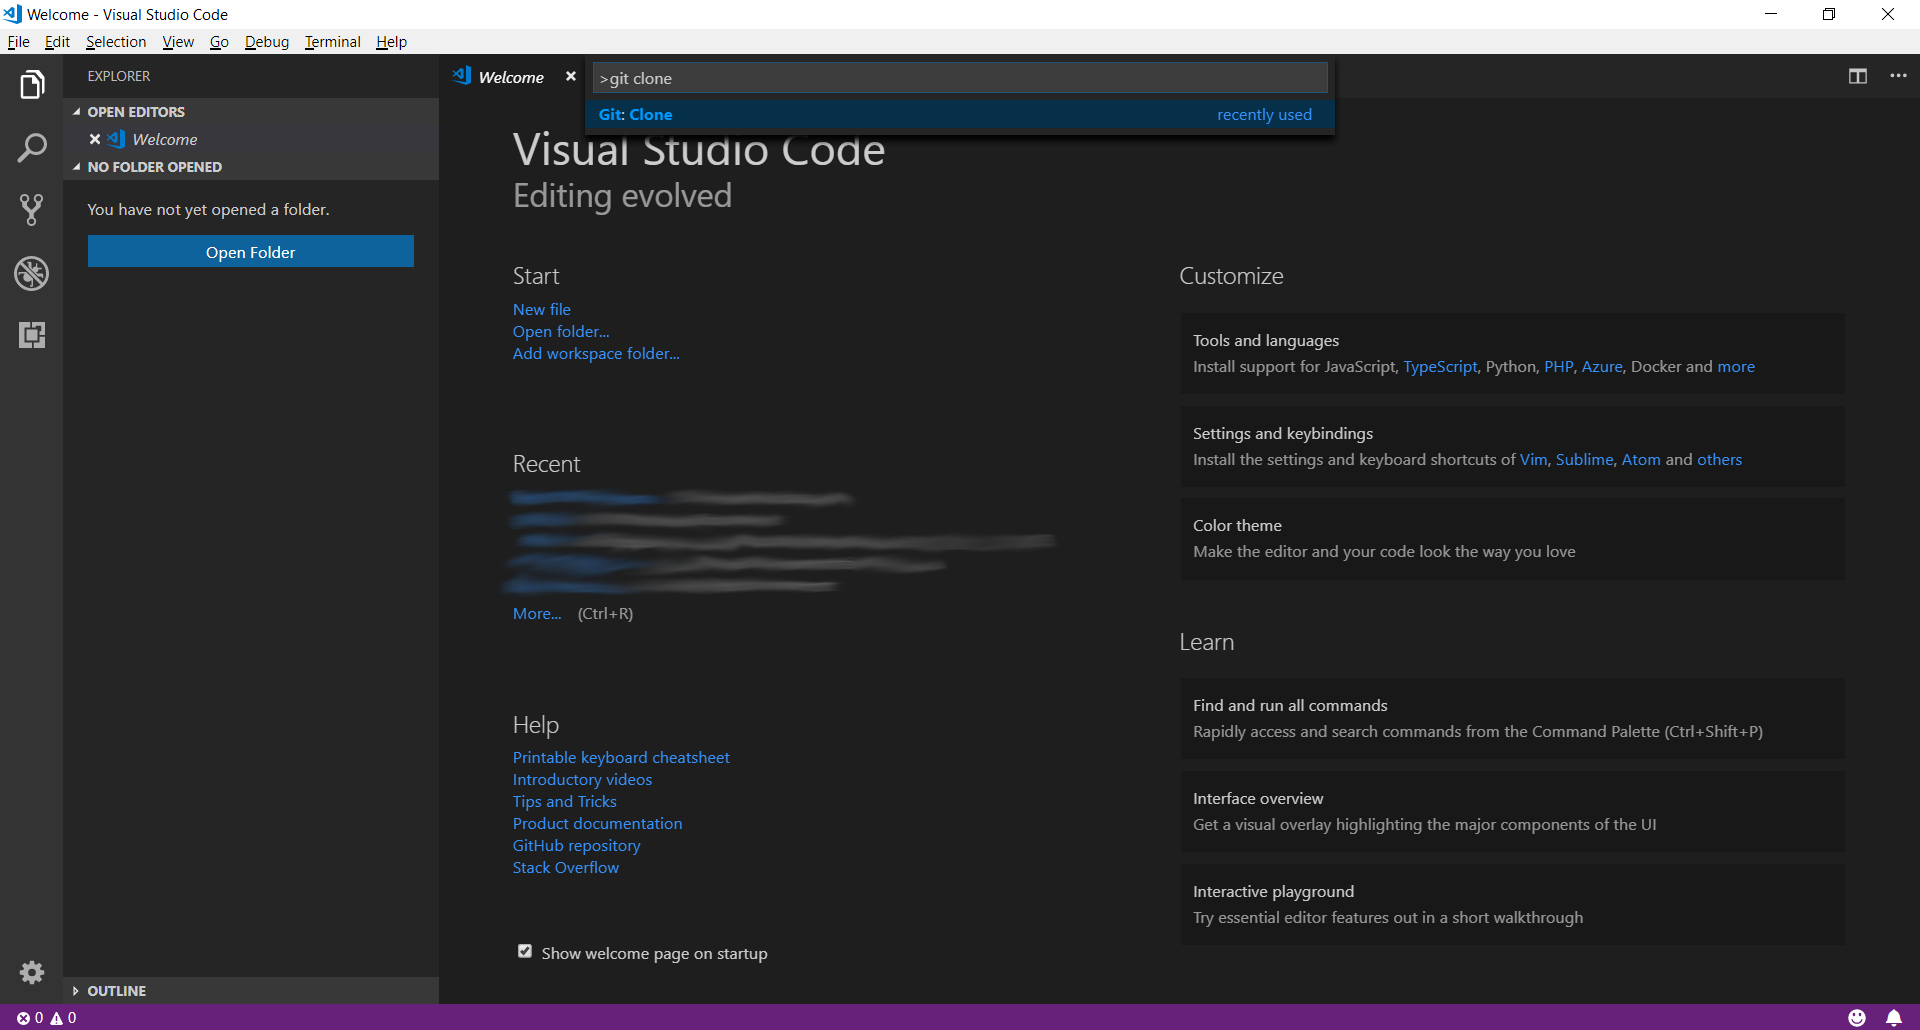 Welcome - Visual Studio Code
File Edit Selection View Go Debug Terminal Help
EXPLORER
OPEN EDITORS
Welcome
NO FOLDER OPENED
You have not yet opened a folder.
Open Folder
OUTLINE
Welcome
>git clone
Git: Clone recently used
Visual Studio Code
Editing evolved
Start
New file
Open folder...
Add workspace folder...
Recent
More... (Ctrl+R)
Help
Printable keyboard cheatsheet
Introductory videos
Tips and Tricks
Product documentation
GitHub repository
Stack Overflow
Show welcome page on startup
Customize
Tools and languages
Install support for JavaScript, TypeScript, Python, PHP, Azure, Docker and more
Settings and keybindings
Install the settings and keyboard shortcuts of Vim, Sublime, Atom and others
Color theme
Make the editor and your code look the way you love
Learn
Find and run all commands
Rapidly access and search commands from the Command Palette (Ctrl+Shift+P)
Interface overview
Get a visual overlay highlighting the major components of the UI
Interactive playground
Try essential editor features out in a short walkthrough
0 0